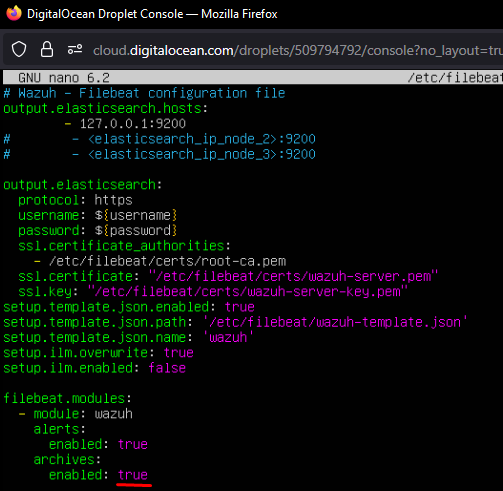 DigitalOcean Droplet Console — Mozilla Firefox
cloud.digitalocean.com/droplets/509794792/console?no_layout=tru
GNU nano 6.2 /etc/filebeat
# Wazuh - Filebeat configuration file
output.elasticsearch.hosts:
        - 127.0.0.1:9200
#        - <elasticsearch_ip_node_2>:9200
#        - <elasticsearch_ip_node_3>:9200
output.elasticsearch:
  protocol: https
  username: ${username}
  password: ${password}
  ssl.certificate_authorities:
    - /etc/filebeat/certs/root-ca.pem
  ssl.certificate: "/etc/filebeat/certs/wazuh-server.pem"
  ssl.key: "/etc/filebeat/certs/wazuh-server-key.pem"
setup.template.json.enabled: true
setup.template.json.path: '/etc/filebeat/wazuh-template.json'
setup.template.json.name: 'wazuh'
setup.ilm.overwrite: true
setup.ilm.enabled: false
filebeat.modules:
  - module: wazuh
    alerts:
      enabled: true
    archives:
      enabled: true